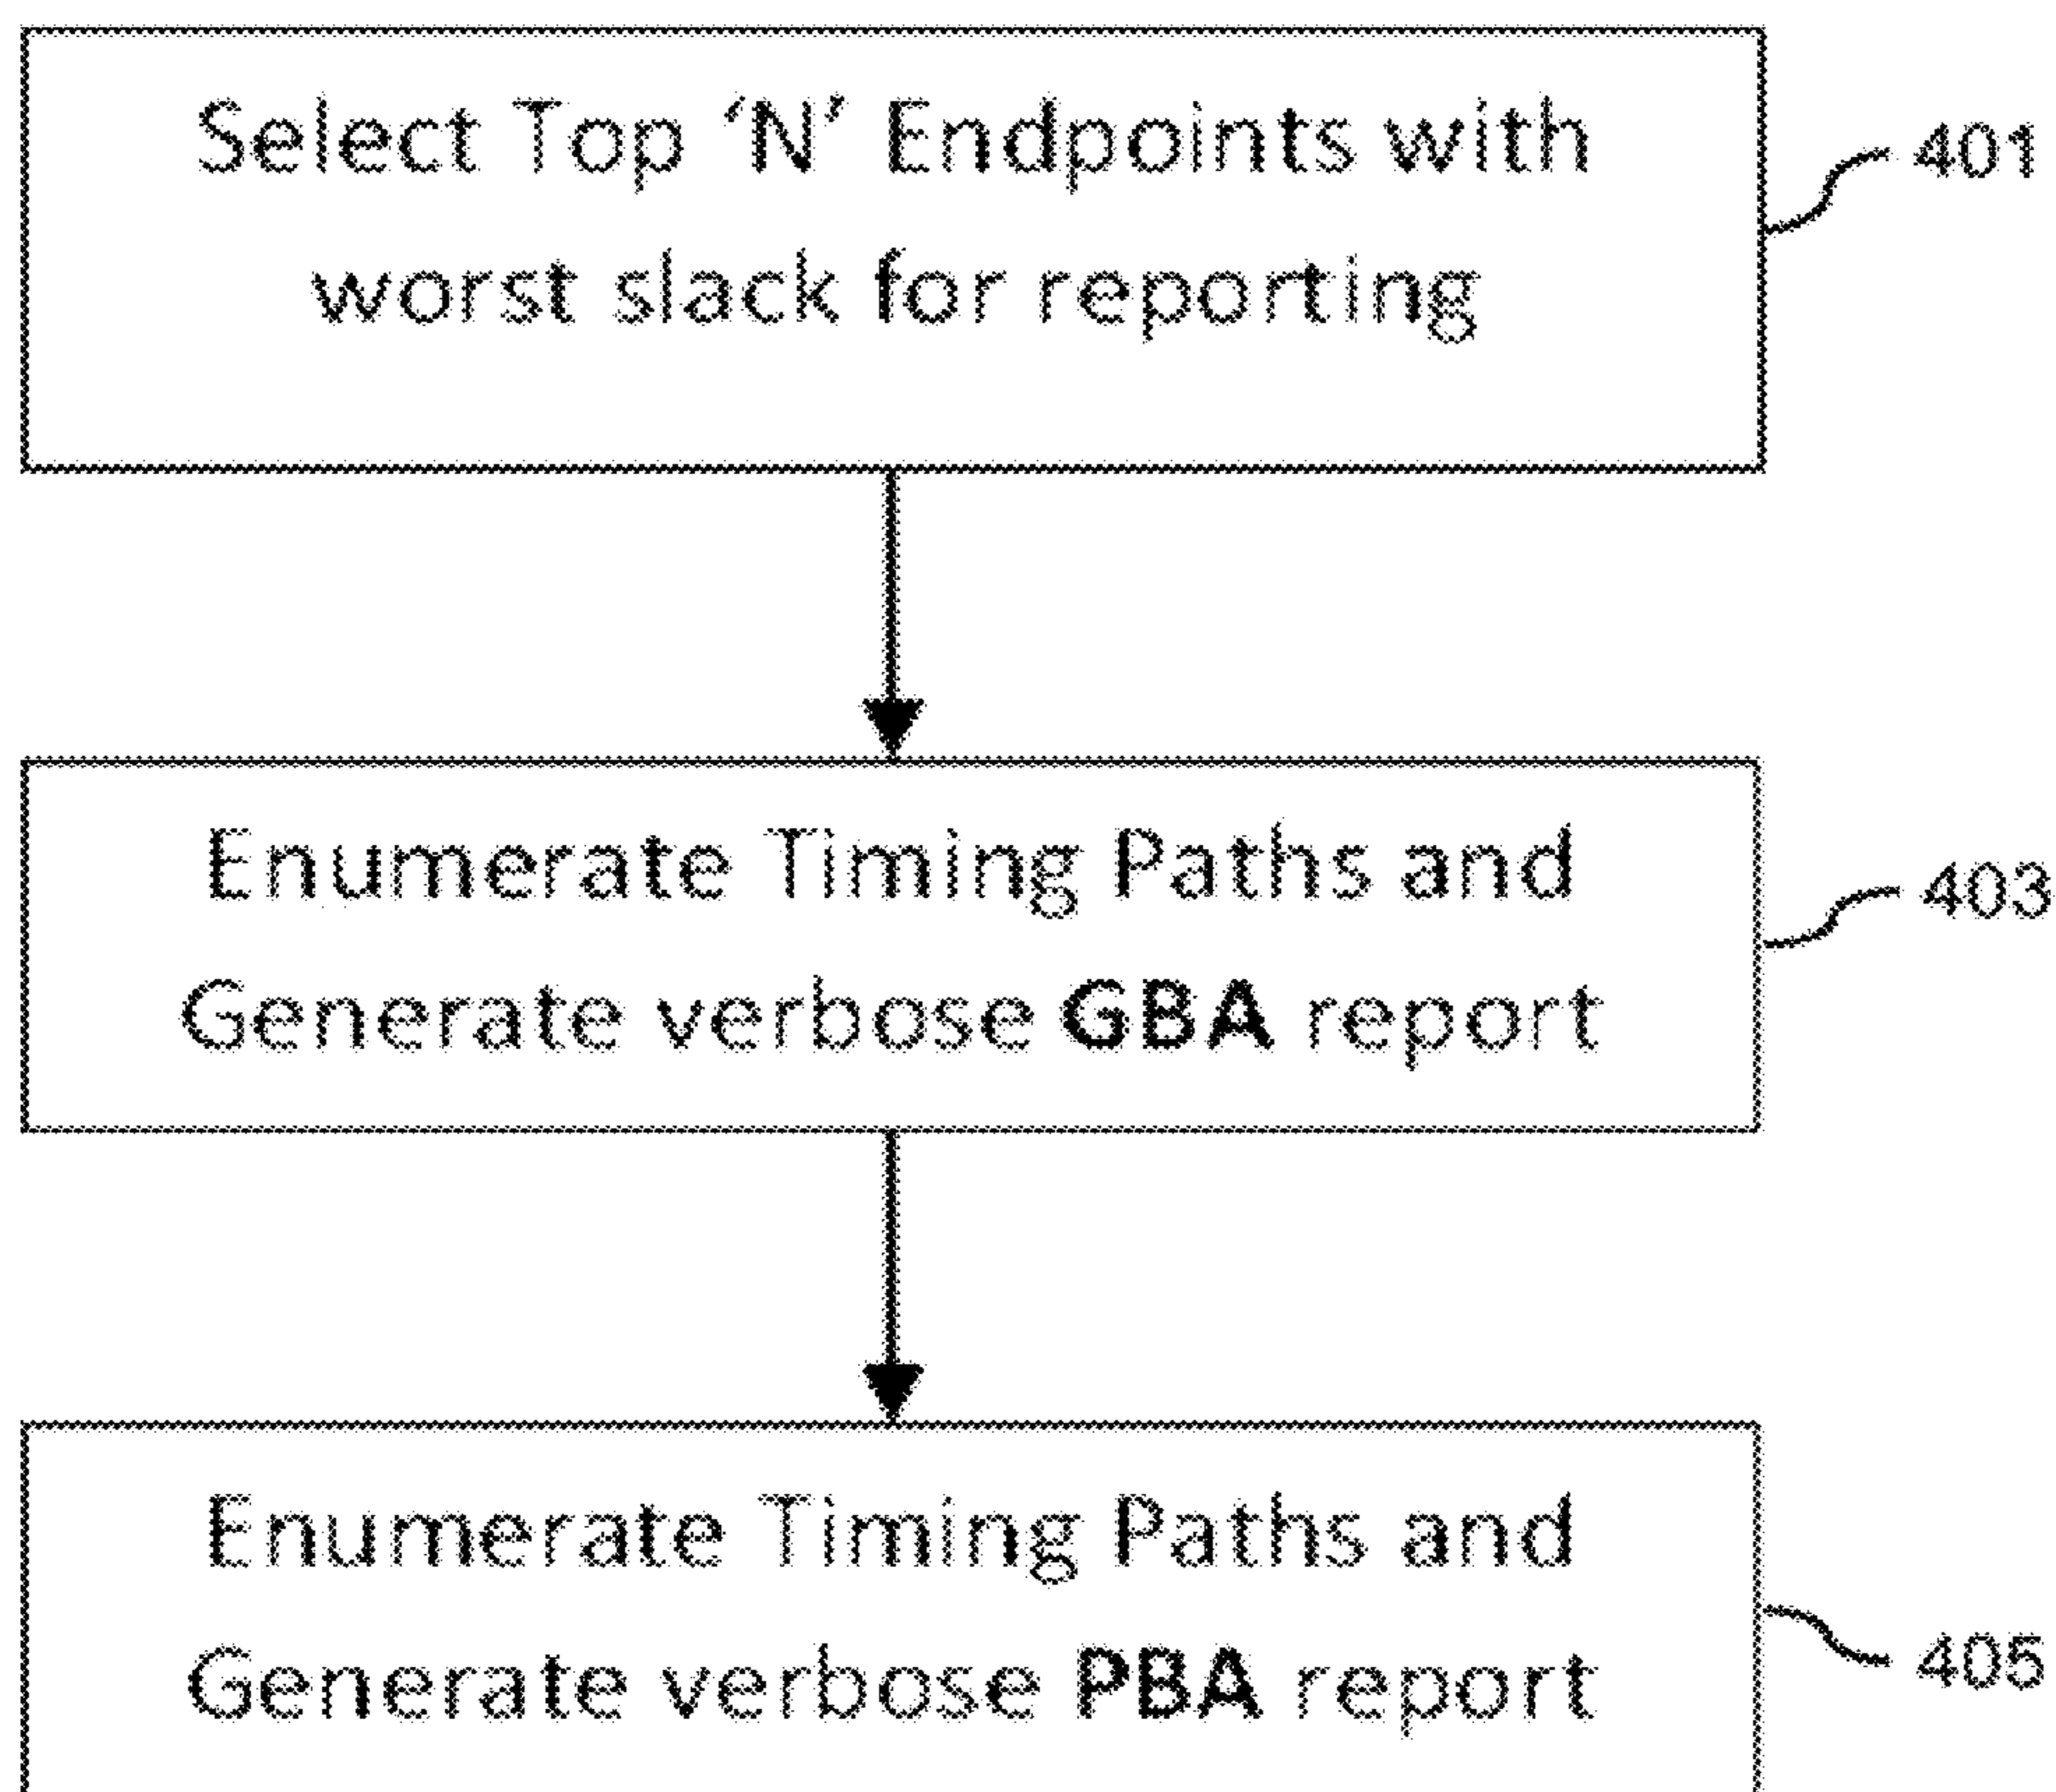 Select Top ‘N’ Endpoints with
worst slack for reporting
401
Enumerate Timing Paths and
Generate verbose GBA report
403
Enumerate Timing Paths and
Generate verbose PBA report
405